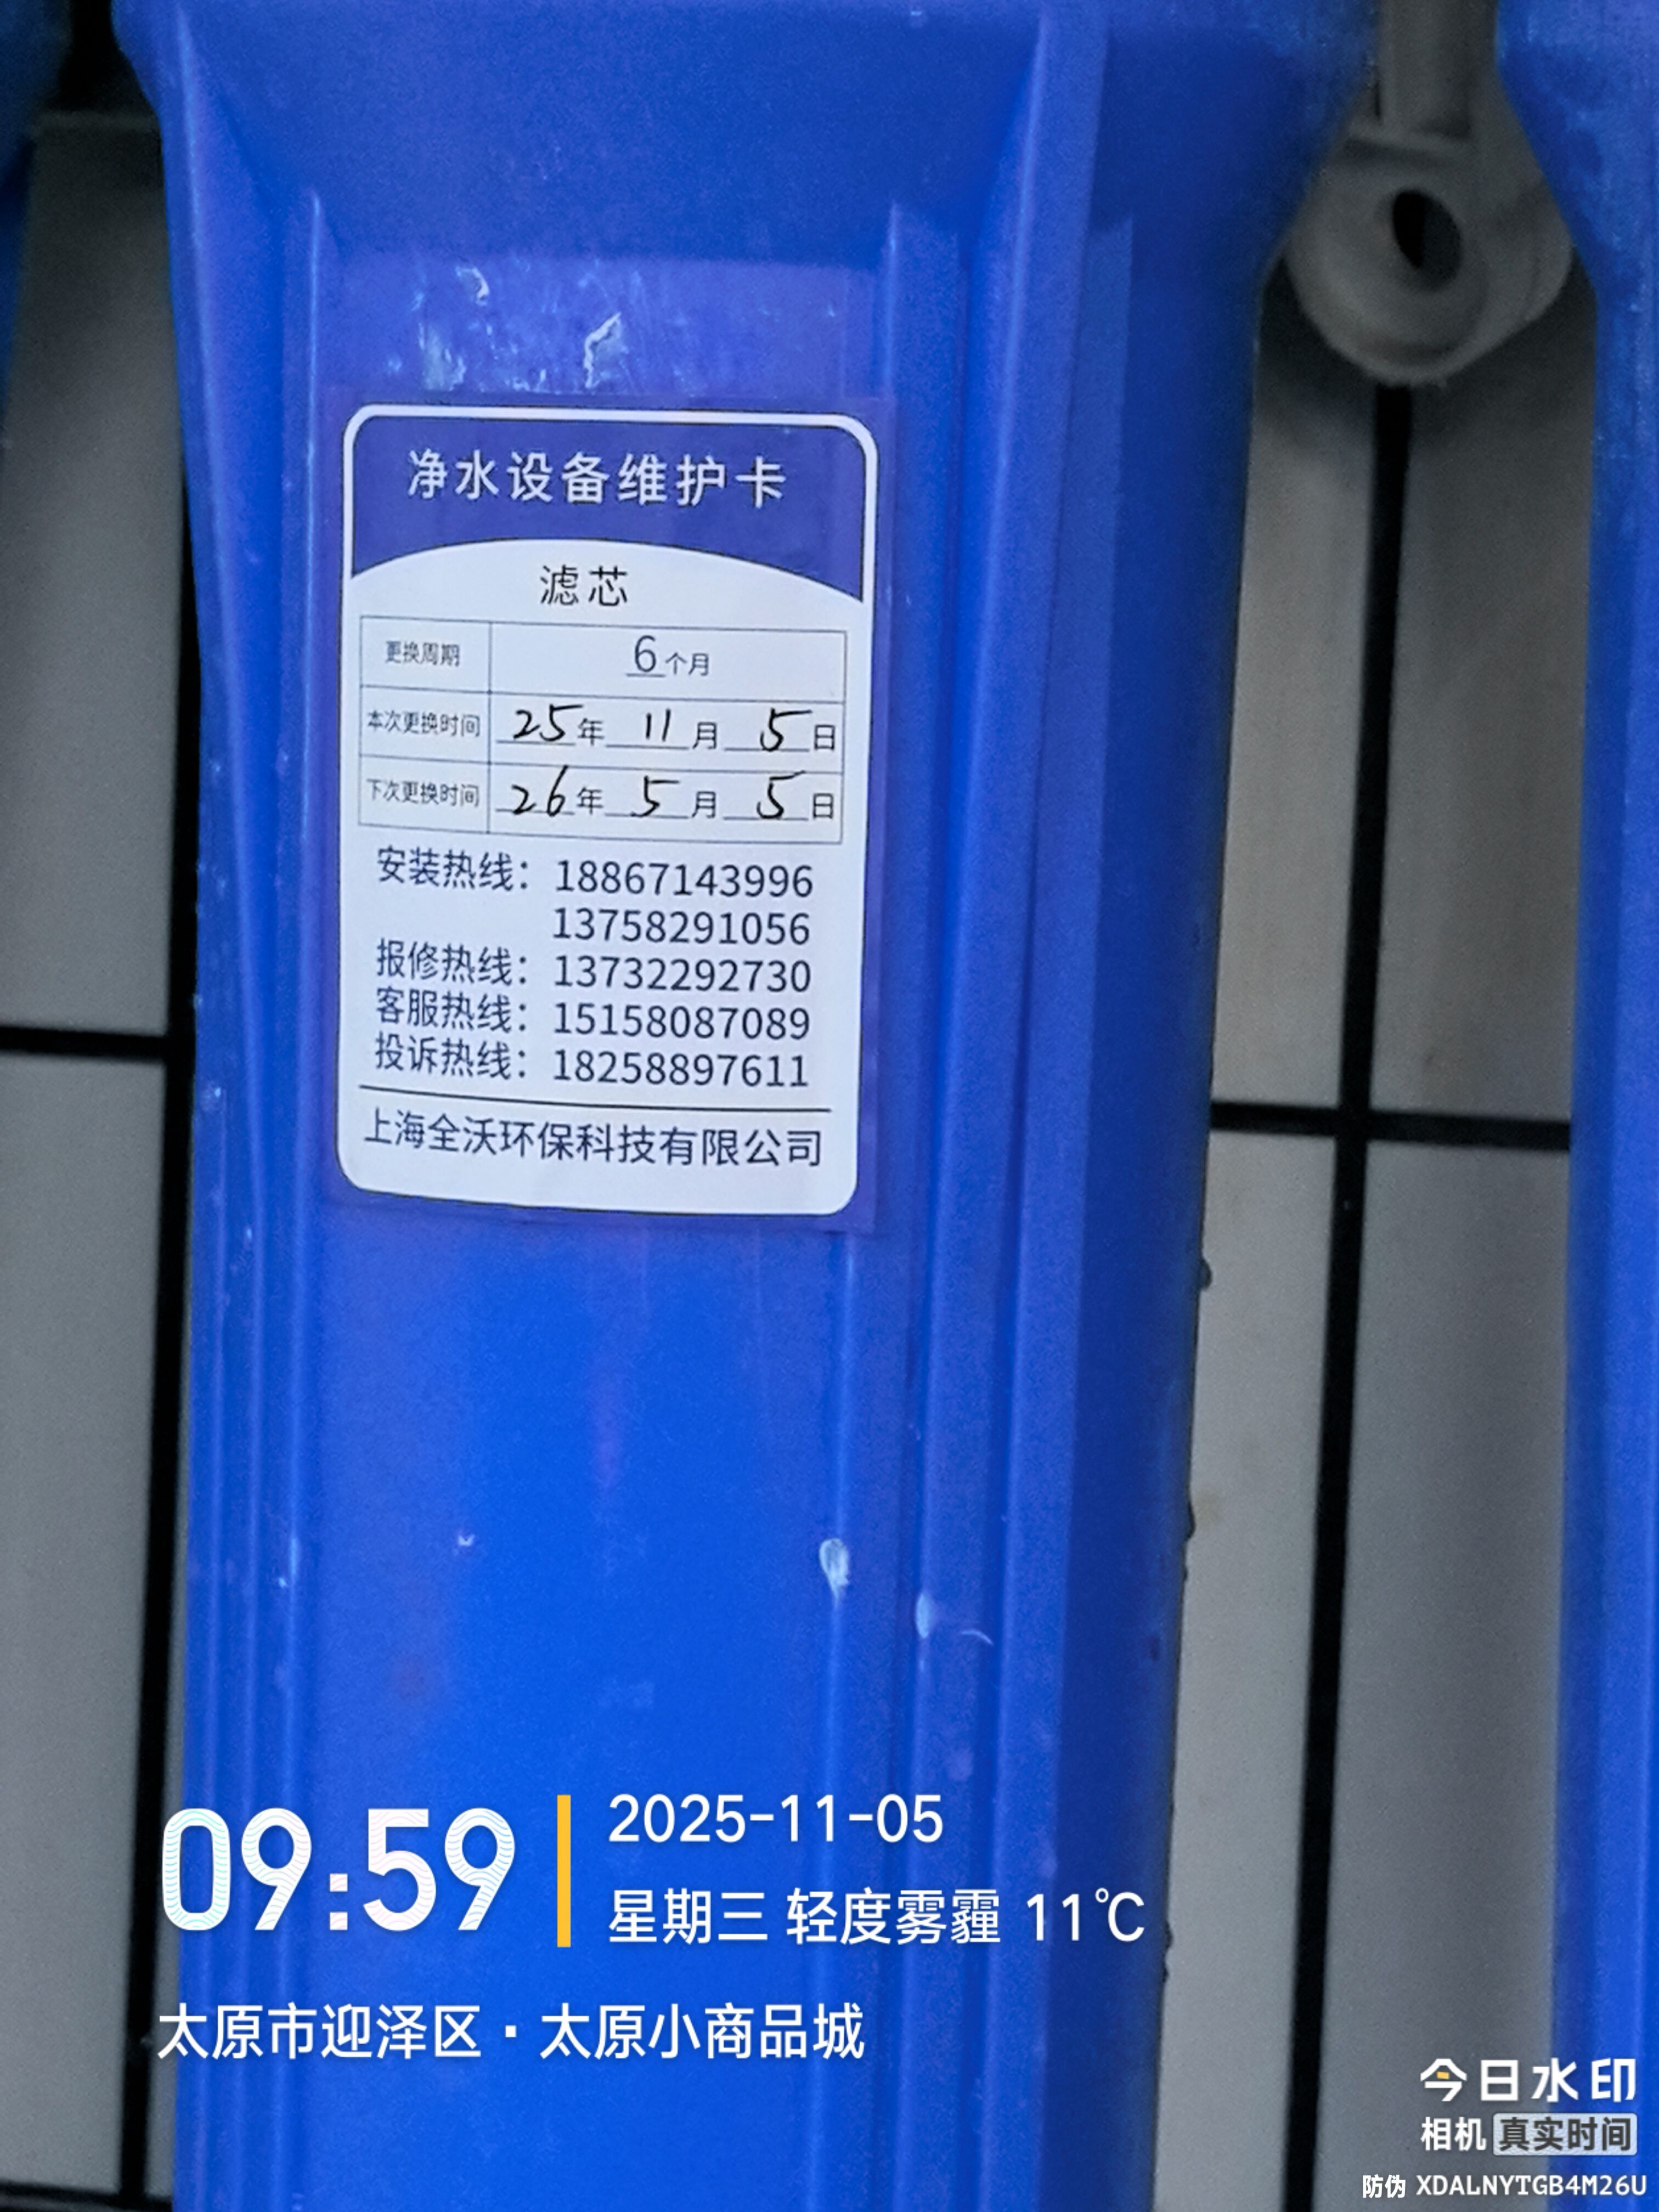 净水设备维护卡
滤芯
更换周期 6个月
本次更换时间 25年 11月 5日
下次更换时间 26年 5月 5日
安装热线：18867143996
13758291056
报修热线：13732292730
客服热线：15158087089
投诉热线：18258897611
上海全沃环保科技有限公司
09:59
2025-11-05
星期三 轻度雾霾 11℃
太原市迎泽区·太原小商品城
今日水印
相机 真实时间
防伪 XDALNYTGB4M26U